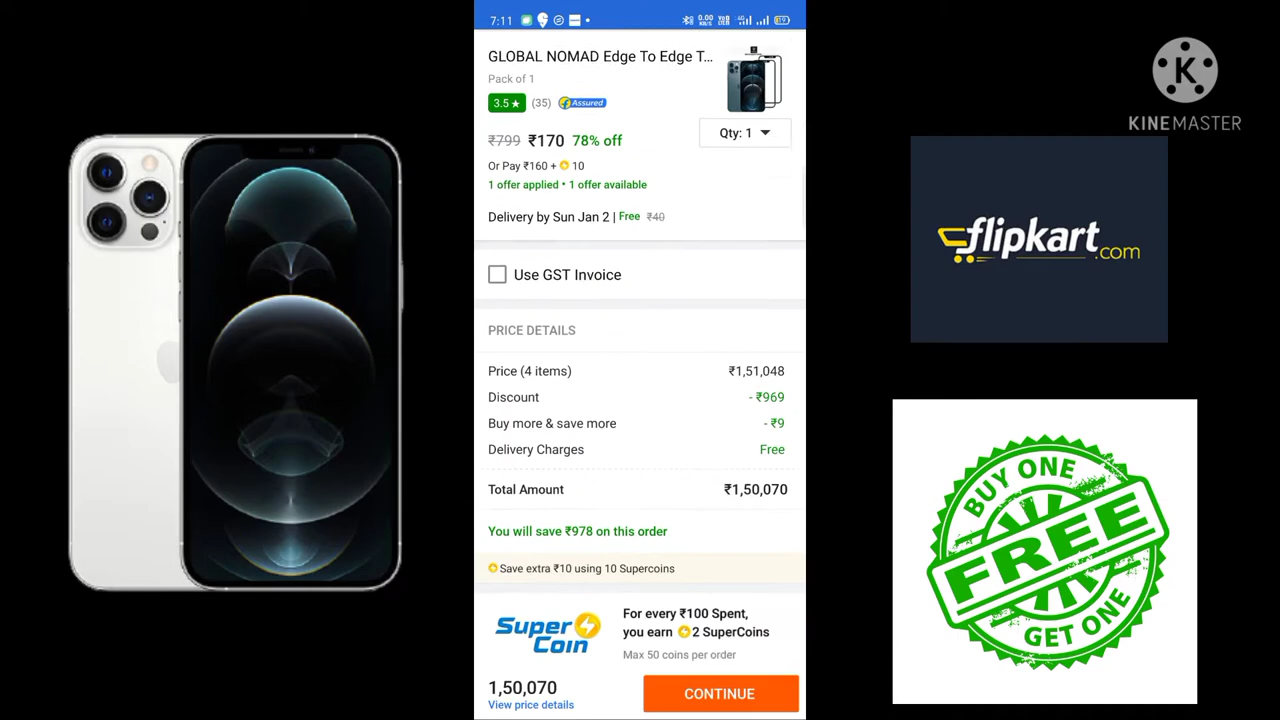 7:11
0.00 KB/S
GLOBAL NOMAD Edge To Edge T...
Pack of 1
3.5★ (35) Assured
₹799 ₹170 78% off
Qty: 1
Or Pay ₹160 + 10
1 offer applied • 1 offer available
Delivery by Sun Jan 2 | Free ₹40
Use GST Invoice
PRICE DETAILS
Price (4 items) ₹1,51,048
Discount - ₹969
Buy more & save more - ₹9
Delivery Charges Free
Total Amount ₹1,50,070
You will save ₹978 on this order
Save extra ₹10 using 10 Supercoins
Super Coin
For every ₹100 Spent,
you earn 2 SuperCoins
Max 50 coins per order
1,50,070
View price details
CONTINUE
K
KINEMASTER
flipkart.com
BUY ONE
FREE
GET ONE